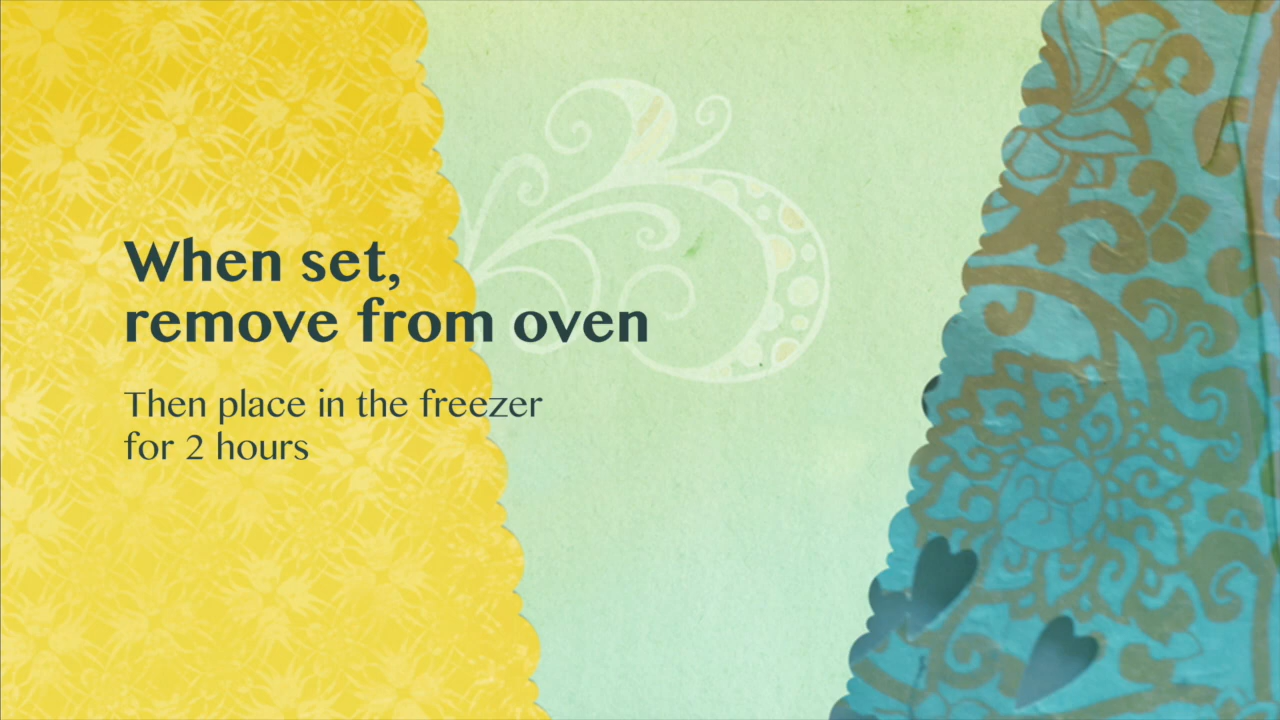 When set,
remove from oven
Then place in the freezer
for 2 hours